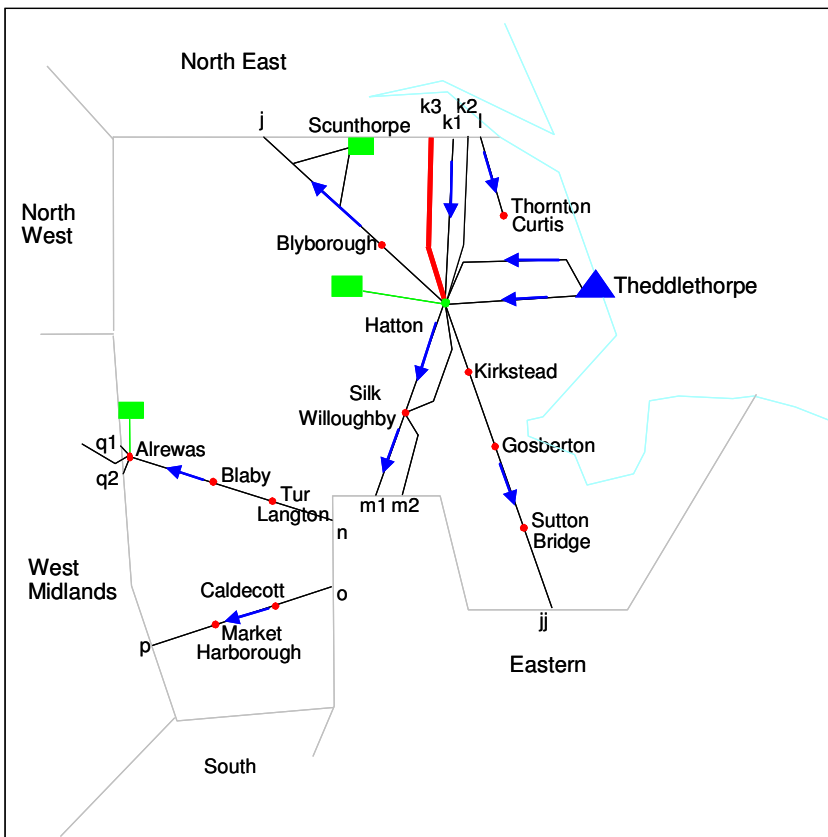 North East
k3
k2
j
k1
l
Scunthorpe
North
West
Thornton
Curtis
Blyborough
Theddlethorpe
Hatton
Kirkstead
Silk
Willoughby
q1
Alrewas
Gosberton
q2
Blaby
Tur
Langton
m1
m2
Sutton
Bridge
n
West
Midlands
Caldecott
o
jj
Market
Harborough
p
Eastern
South